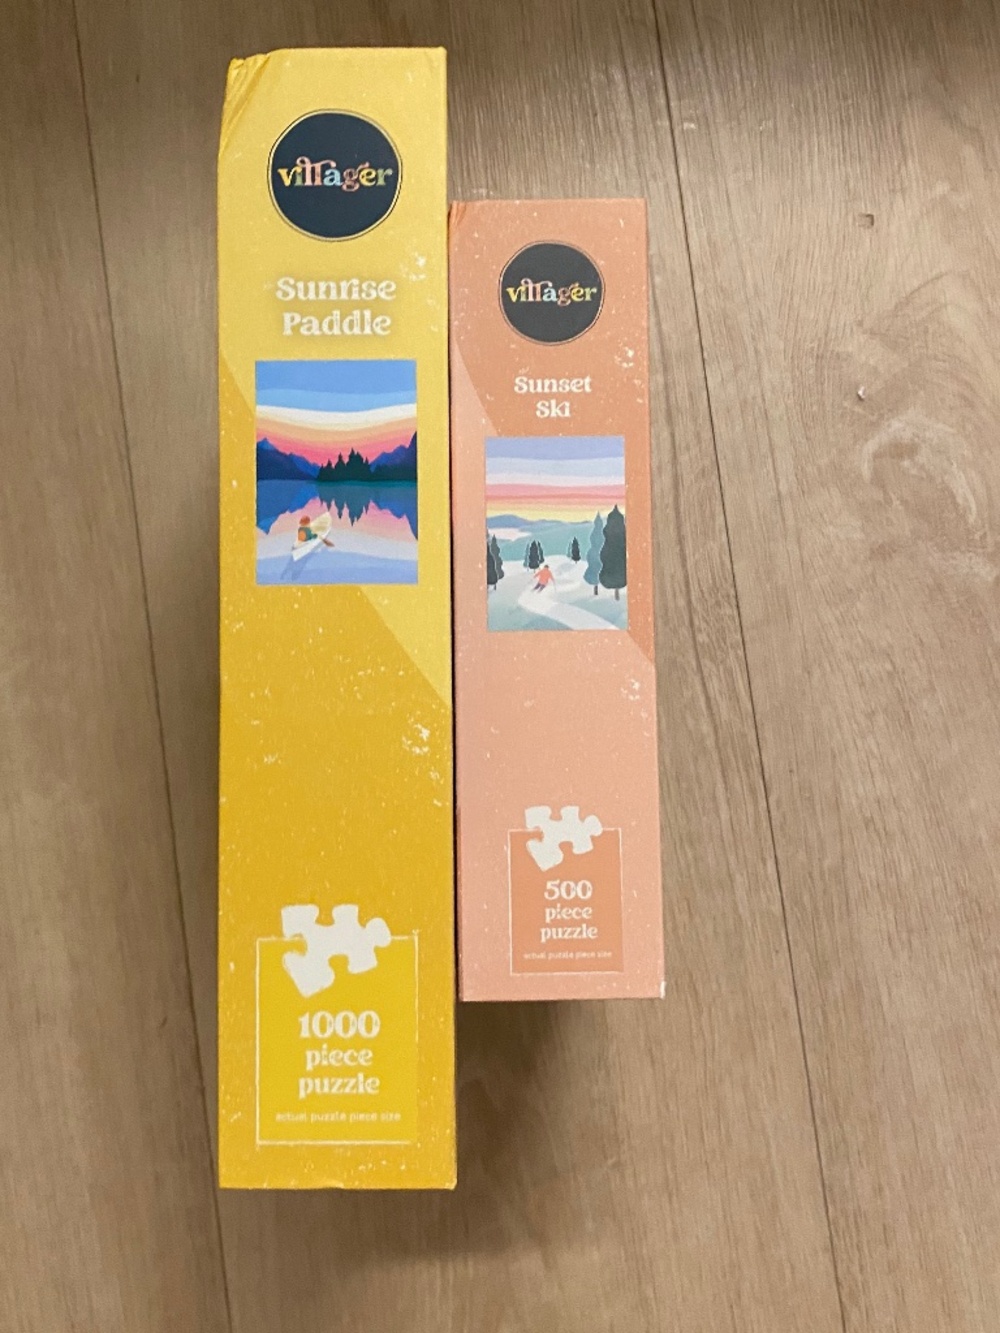 villager
Sunrise
Paddle
1000
piece
puzzle
actual puzzle piece size
villager
Sunset
Ski
500
piece
puzzle
actual puzzle piece size